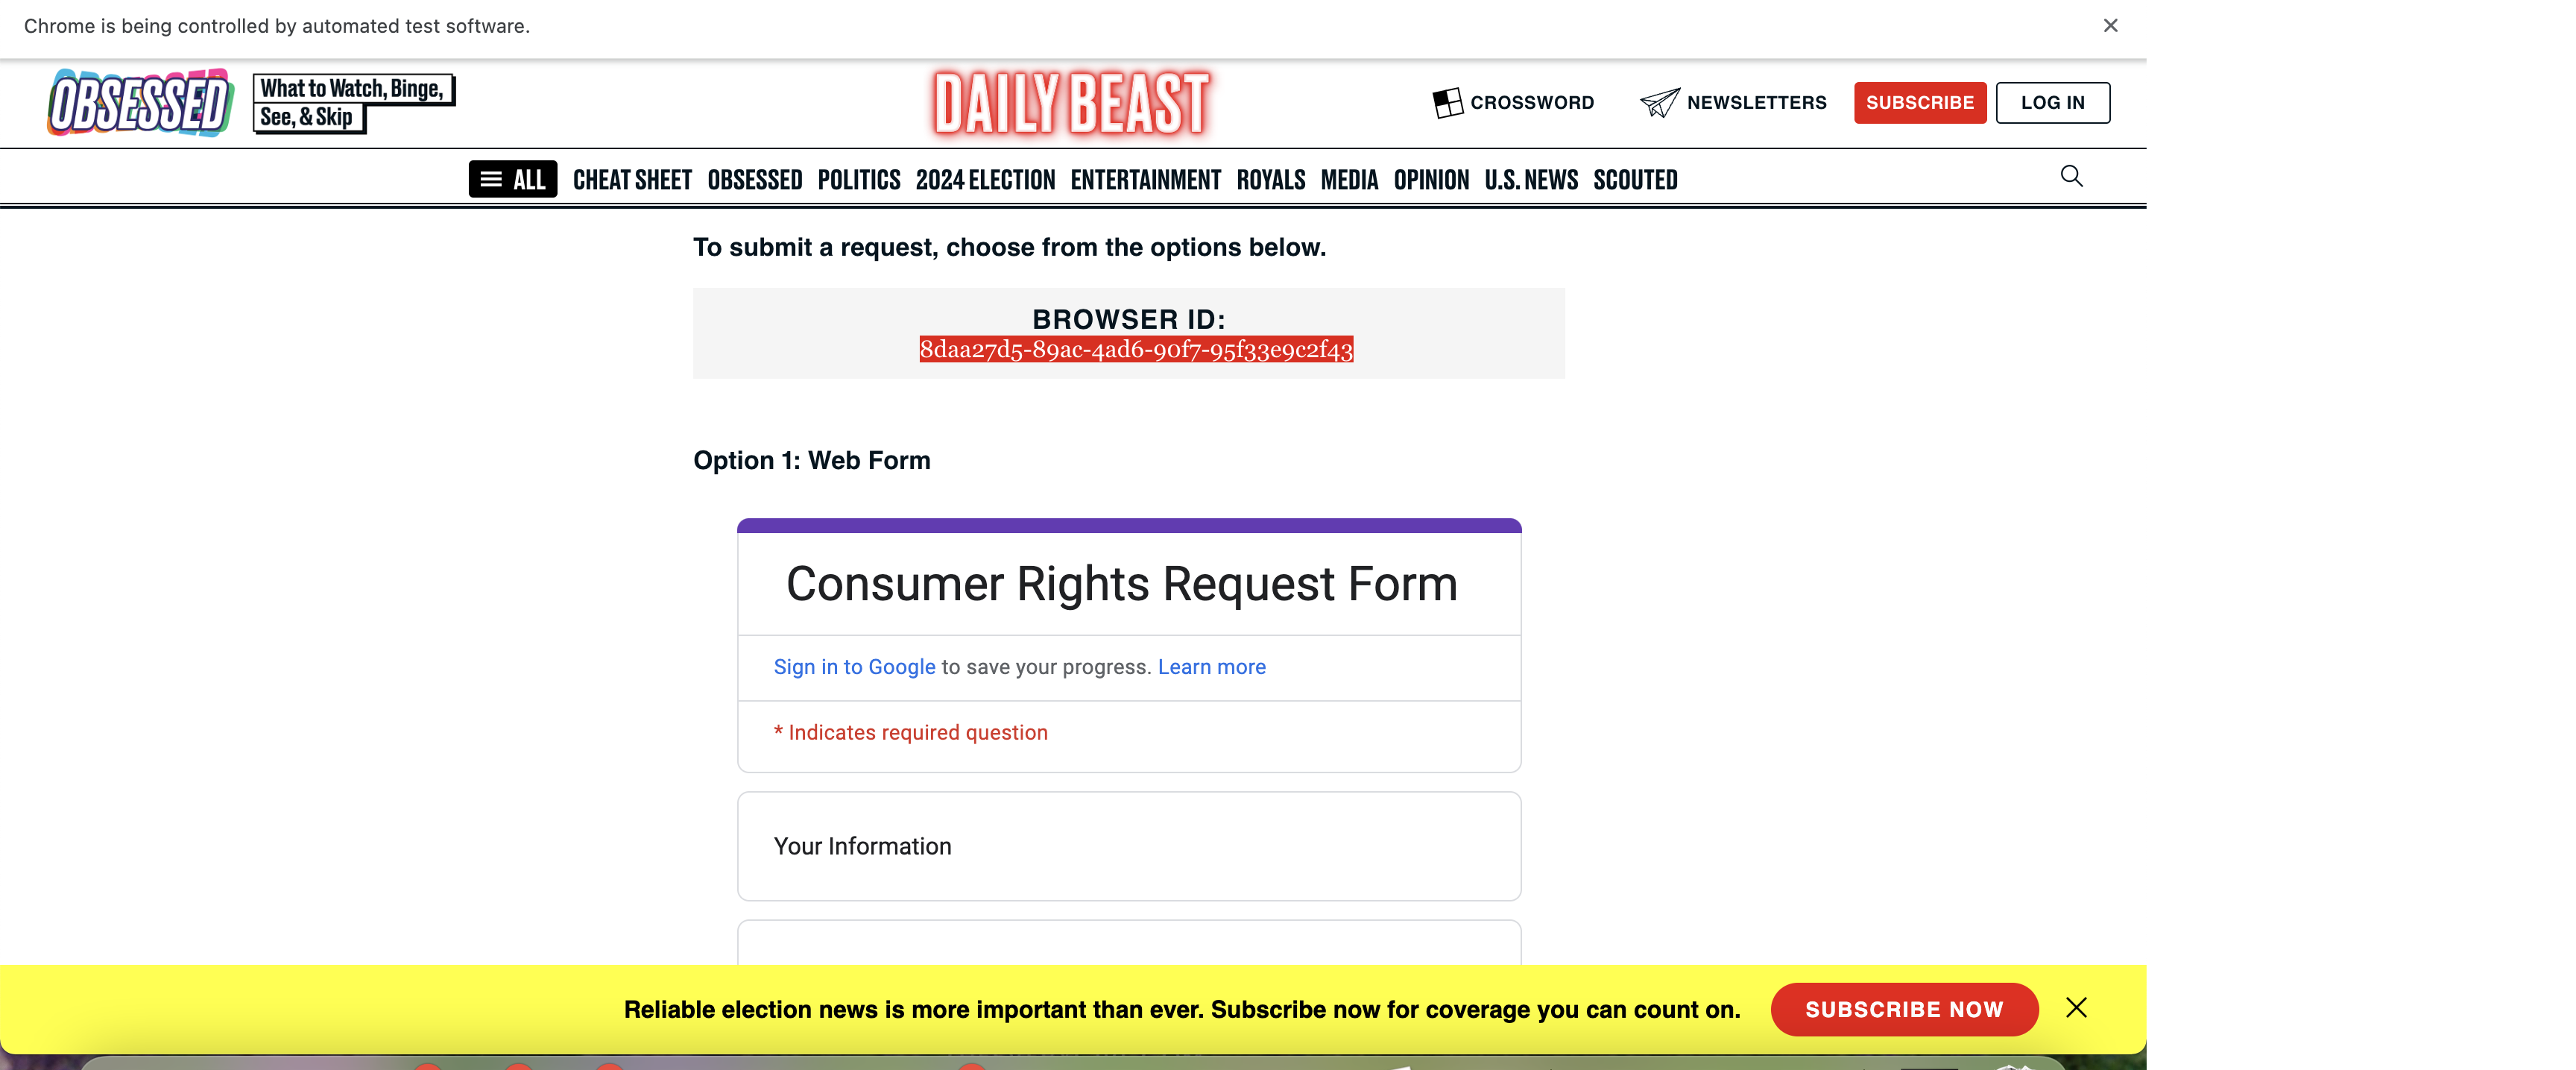 Chrome is being controlled by automated test software.
OBSESSED
What to Watch, Binge,
See, & Skip
DAILY BEAST
CROSSWORD
NEWSLETTERS
SUBSCRIBE
LOG IN
ALL
CHEAT SHEET
OBSESSED
POLITICS
2024 ELECTION
ENTERTAINMENT
ROYALS
MEDIA
OPINION
U.S. NEWS
SCOUTED
To submit a request, choose from the options below.
BROWSER ID:
8daa27d5-89ac-4ad6-90f7-95f33e9c2f43
Option 1: Web Form
Consumer Rights Request Form
Sign in to Google to save your progress. Learn more
* Indicates required question
Your Information
Reliable election news is more important than ever. Subscribe now for coverage you can count on.
SUBSCRIBE NOW